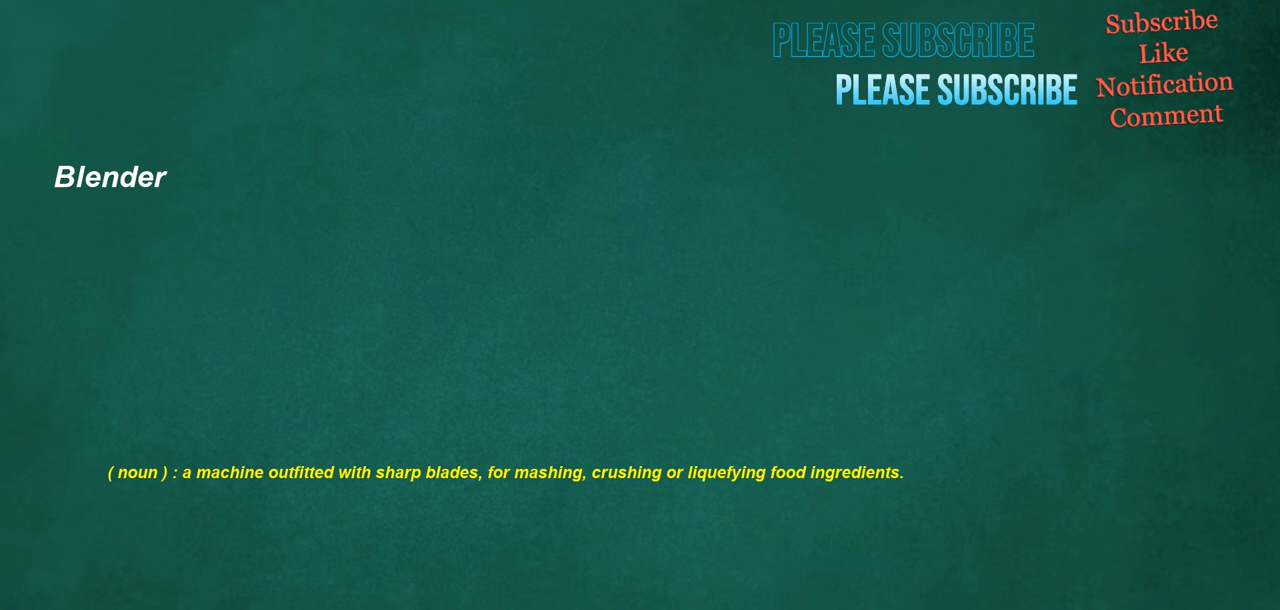 PLEASE SUBSCRIBE
PLEASE SUBSCRIBE
Subscribe
Like
Notification
Comment
Blender
( noun ) : a machine outfitted with sharp blades, for mashing, crushing or liquefying food ingredients.